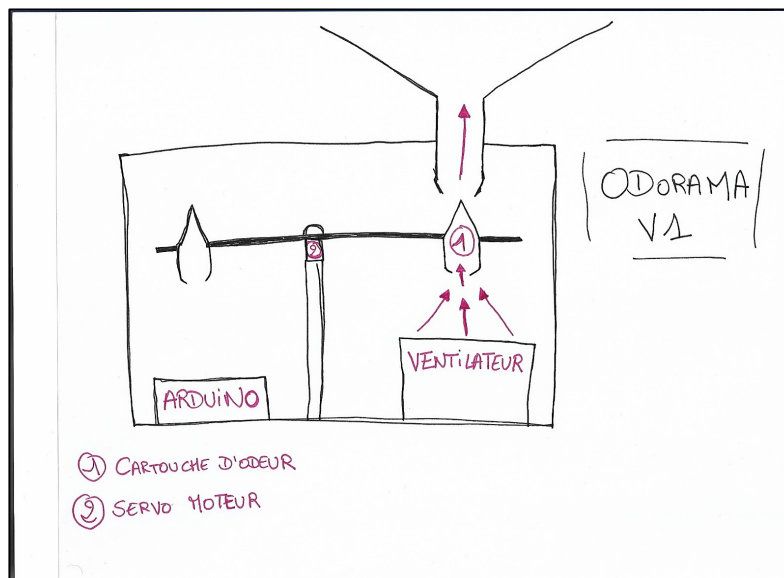 ODORAMA
V1
1
2
VENTILATEUR
ARDUiNO
1 CARTOUCHE D'ODEUR
2 SERVO MOTEUR